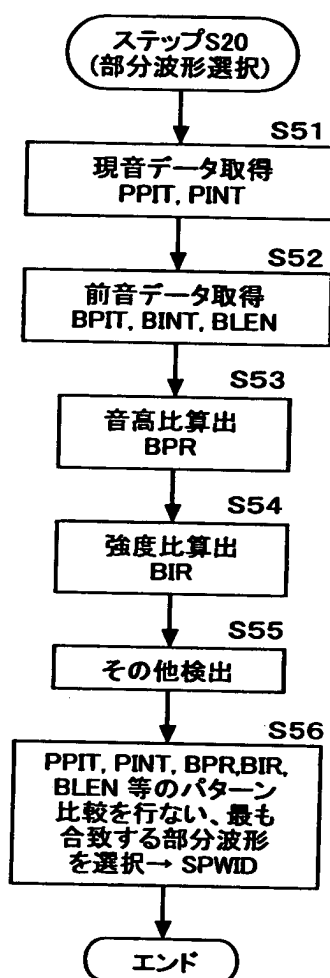 ステップS20
(部分波形選択)
S51
現音データ取得
PPIT, PINT
S52
前音データ取得
BPIT, BINT, BLEN
S53
音高比算出
BPR
S54
強度比算出
BIR
S55
その他検出
S56
PPIT, PINT, BPR,BIR,
BLEN 等のパターン
比較を行ない、最も
合致する部分波形
を選択→ SPWID
エンド